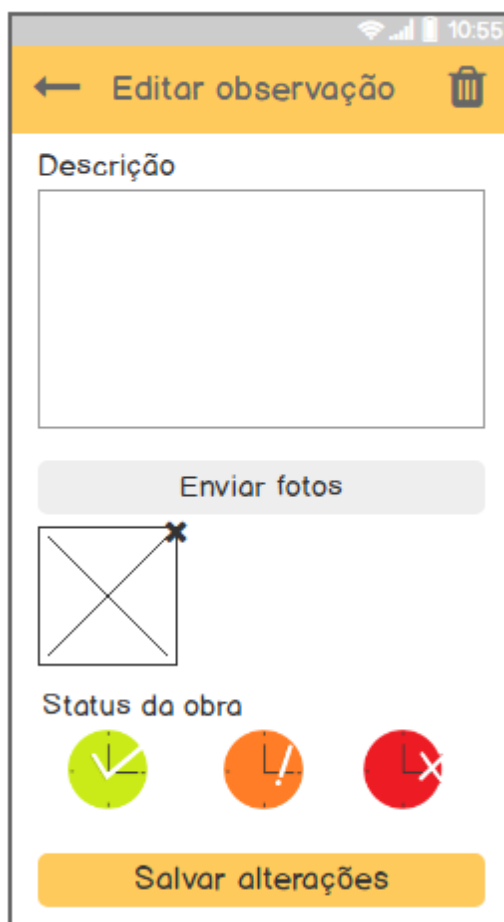 10:55
Editar observação
Descrição
Enviar fotos
Status da obra
Salvar alterações